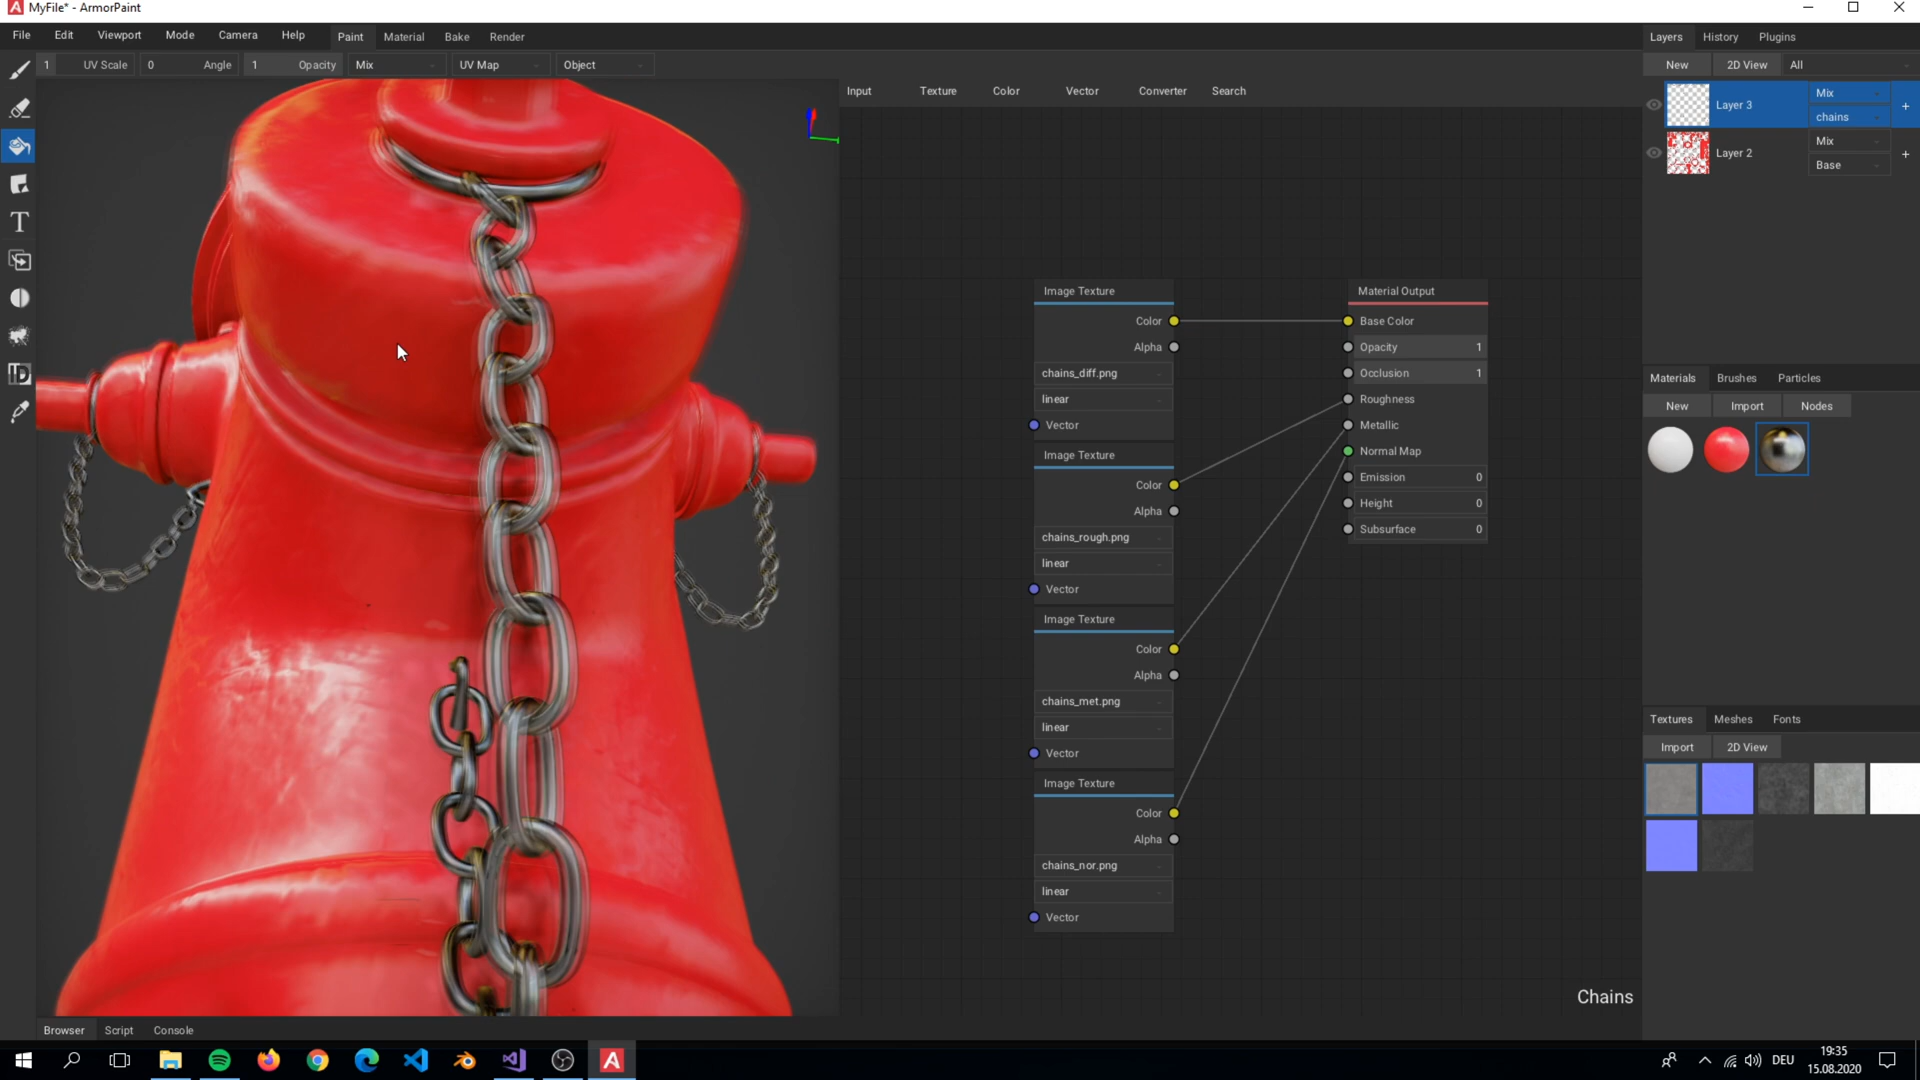 MyFile* - ArmorPaint
File Edit Viewport Mode Camera Help Paint Material Bake Render
Layers History Plugins
1 UV Scale 0 Angle 1 Opacity Mix UV Map Object
New 2D View All
Input Texture Color Vector Converter Search
Layer 3 Mix
chains
Layer 2 Mix
Base
T
ID
Image Texture
Color
Alpha
chains_diff.png
linear
Vector
Image Texture
Color
Alpha
chains_rough.png
linear
Vector
Image Texture
Color
Alpha
chains_met.png
linear
Vector
Image Texture
Color
Alpha
chains_nor.png
linear
Vector
Material Output
Base Color
Opacity 1
Occlusion 1
Roughness
Metallic
Normal Map
Emission 0
Height 0
Subsurface 0
Materials Brushes Particles
New Import Nodes
Textures Meshes Fonts
Import 2D View
Chains
Browser Script Console
DEU
19:35
15.08.2020